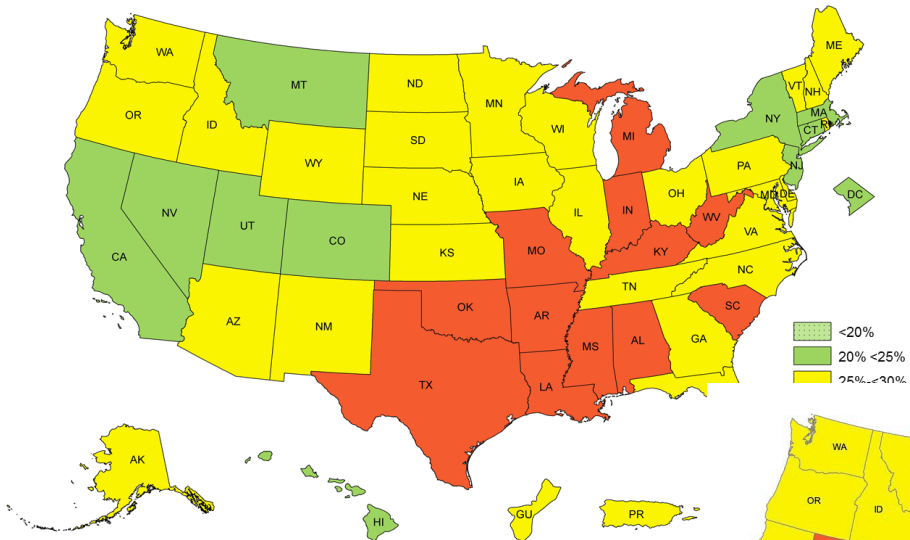 WA
MT
ND
MN
ME
VT
NH
OR
ID
SD
WI
MI
NY
MA
CT
WY
IA
PA
NJ
NE
IL
IN
OH
MD
DE
DC
NV
UT
CO
KS
MO
KY
WV
VA
CA
AZ
NM
OK
AR
TN
NC
SC
TX
LA
MS
AL
GA
<20%
20% <25%
25%-<30%
AK
HI
GU
PR
WA
OR
ID